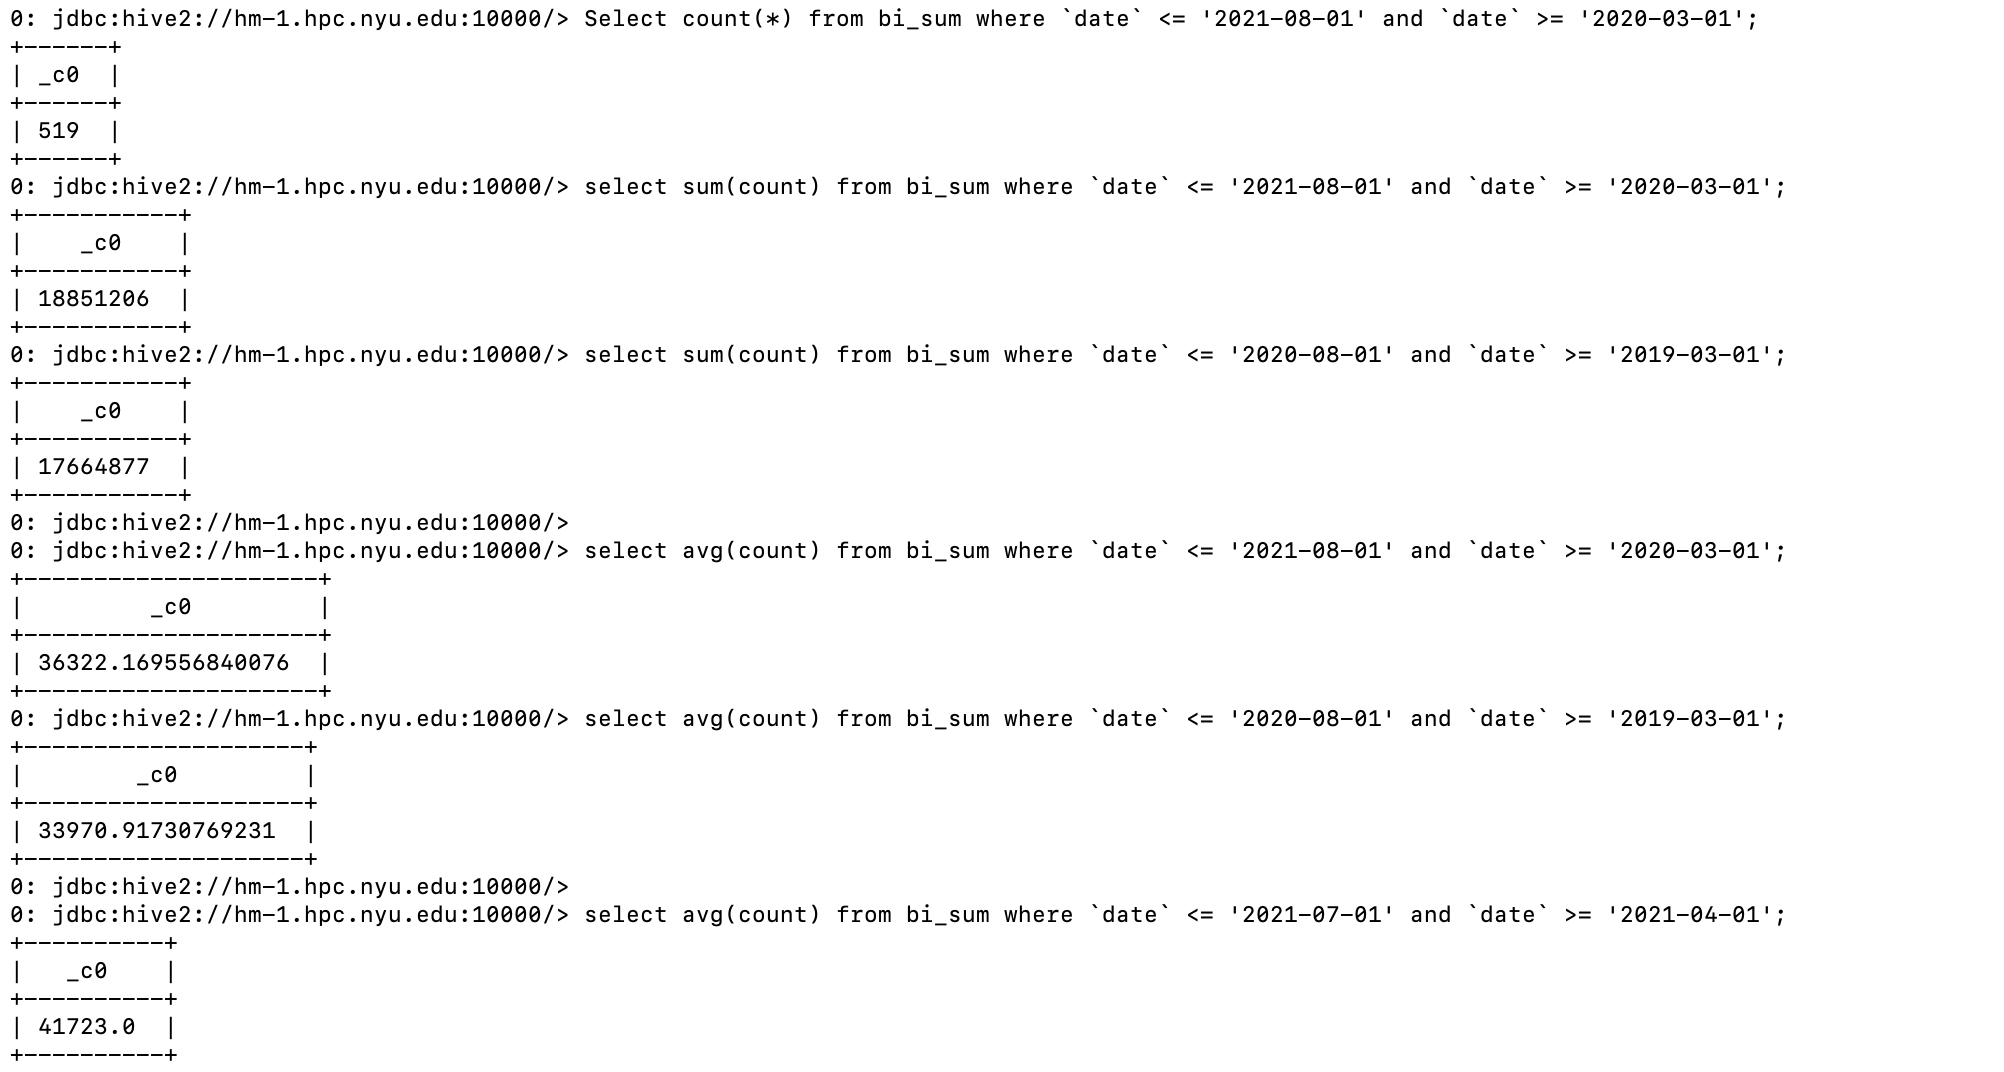 0: jdbc:hive2://hm-1.hpc.nyu.edu:10000/> Select count(*) from bi_sum where `date` <= '2021-08-01' and `date` >= '2020-03-01';
+------+
| _c0  |
+------+
| 519  |
+------+
0: jdbc:hive2://hm-1.hpc.nyu.edu:10000/> select sum(count) from bi_sum where `date` <= '2021-08-01' and `date` >= '2020-03-01';
+-----------+
|    _c0    |
+-----------+
| 18851206  |
+-----------+
0: jdbc:hive2://hm-1.hpc.nyu.edu:10000/> select sum(count) from bi_sum where `date` <= '2020-08-01' and `date` >= '2019-03-01';
+-----------+
|    _c0    |
+-----------+
| 17664877  |
+-----------+
0: jdbc:hive2://hm-1.hpc.nyu.edu:10000/>
0: jdbc:hive2://hm-1.hpc.nyu.edu:10000/> select avg(count) from bi_sum where `date` <= '2021-08-01' and `date` >= '2020-03-01';
+---------------------+
|         _c0         |
+---------------------+
| 36322.169556840076  |
+---------------------+
0: jdbc:hive2://hm-1.hpc.nyu.edu:10000/> select avg(count) from bi_sum where `date` <= '2020-08-01' and `date` >= '2019-03-01';
+--------------------+
|        _c0         |
+--------------------+
| 33970.91730769231  |
+--------------------+
0: jdbc:hive2://hm-1.hpc.nyu.edu:10000/>
0: jdbc:hive2://hm-1.hpc.nyu.edu:10000/> select avg(count) from bi_sum where `date` <= '2021-07-01' and `date` >= '2021-04-01';
+----------+
|   _c0    |
+----------+
| 41723.0  |
+----------+